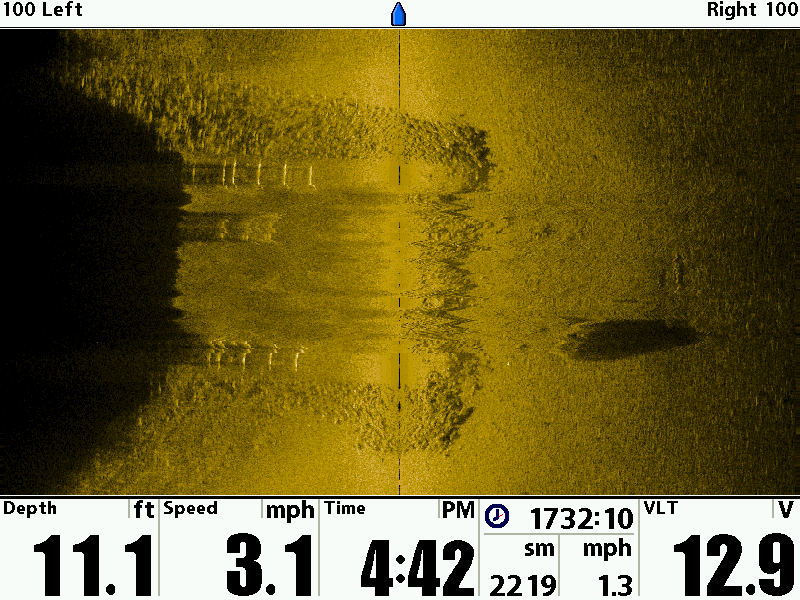 100 Left Right 100
Depth ft Speed mph Time PM 1732:10 VLT V
sm mph
11.1 3.1 4:42 2219 1.3 12.9